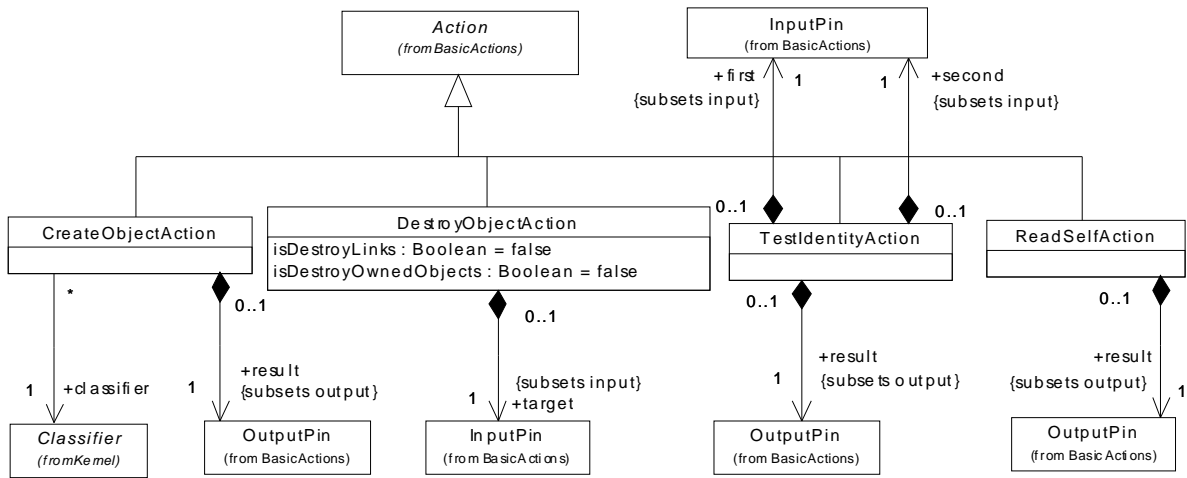 Action
(from BasicActions)
InputPin
(from BasicActions)
+first
1
1
+second
{subsets input}
{subsets input}
0..1
0..1
CreateObjectAction
DestroyObjectAction
isDestroyLinks : Boolean = false
isDestroyOwnedObjects : Boolean = false
TestIdentityAction
ReadSelfAction
*
0..1
0..1
0..1
0..1
1
+classifier
1
+result
{subsets output}
1
{subsets input}
+target
1
+result
{subsets output}
+result
{subsets output}
1
Classifier
(from Kernel)
OutputPin
(from BasicActions)
InputPin
(from BasicActions)
OutputPin
(from BasicActions)
OutputPin
(from BasicActions)